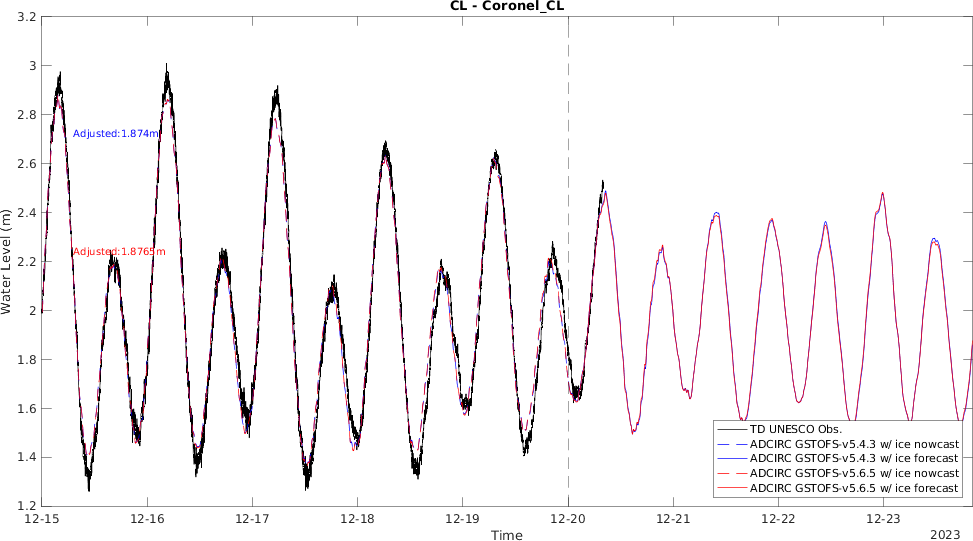 CL - Coronel_CL
3.2
3
2.8
2.6
2.4
2.2
2
1.8
1.6
1.4
1.2
Water Level (m)
Adjusted:1.874m
Adjusted:1.8765m
TD UNESCO Obs.
ADCIRC GSTOFS-v5.4.3 w/ ice nowcast
ADCIRC GSTOFS-v5.4.3 w/ ice forecast
ADCIRC GSTOFS-v5.6.5 w/ ice nowcast
ADCIRC GSTOFS-v5.6.5 w/ ice forecast
12-15 12-16 12-17 12-18 12-19 12-20 12-21 12-22 12-23
Time
2023